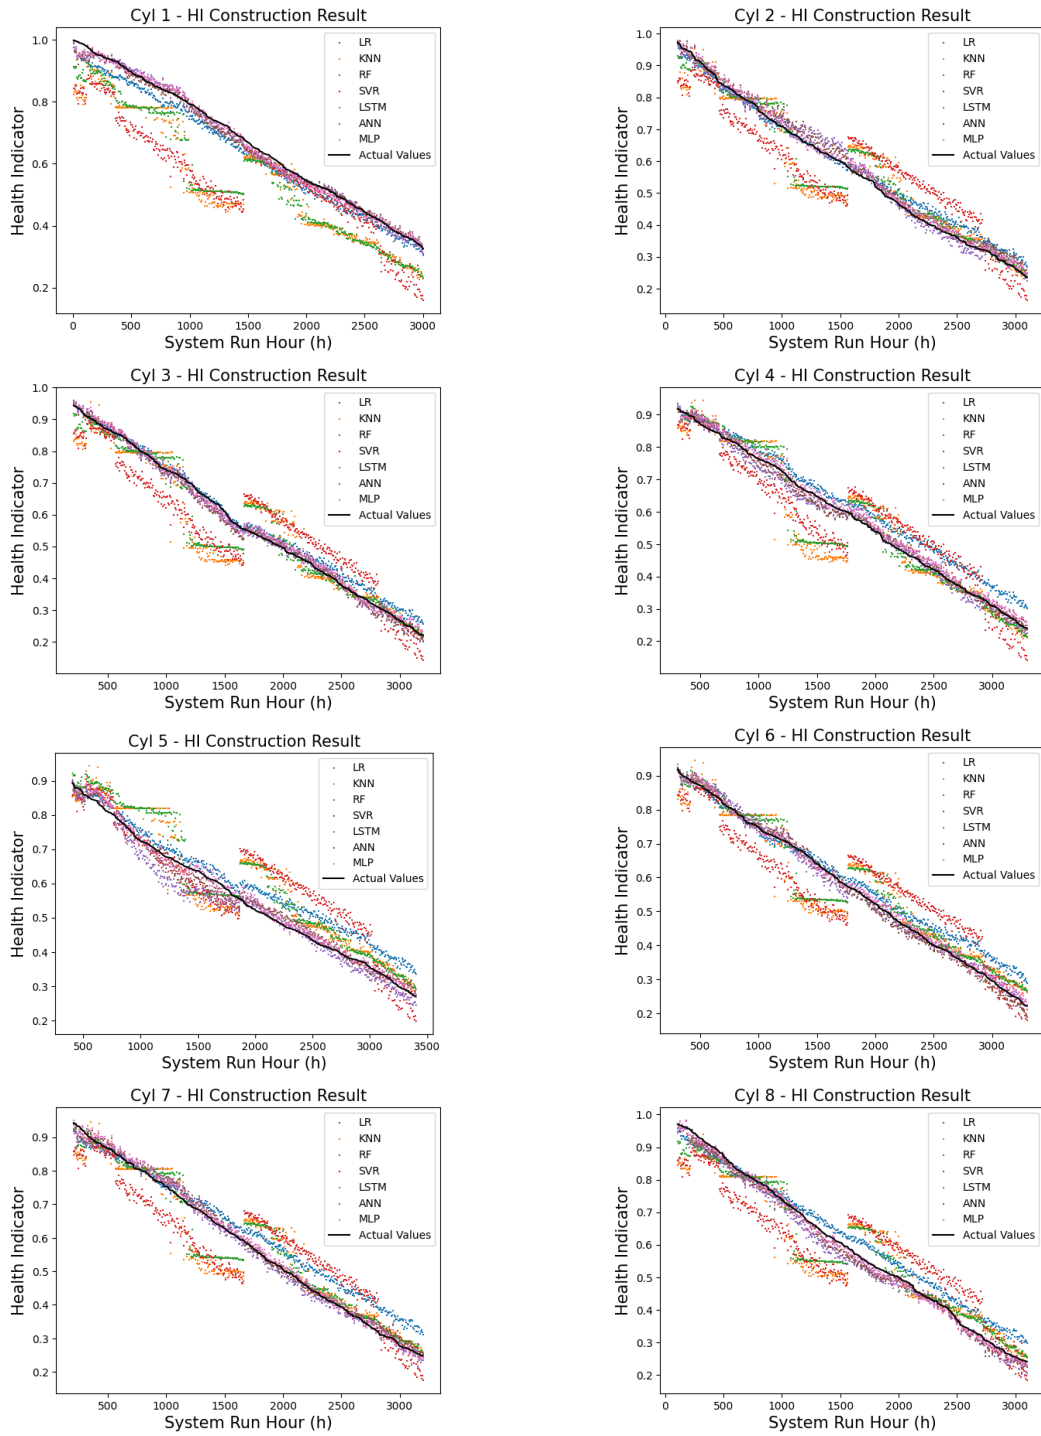 Cyl 1 - HI Construction Result
Health Indicator
1.0
0.8
0.6
0.4
0.2
LR
KNN
RF
SVR
LSTM
ANN
MLP
Actual Values
0 500 1000 1500 2000 2500 3000
System Run Hour (h)
Cyl 2 - HI Construction Result
Health Indicator
1.0
0.9
0.8
0.7
0.6
0.5
0.4
0.3
0.2
LR
KNN
RF
SVR
LSTM
ANN
MLP
Actual Values
0 500 1000 1500 2000 2500 3000
System Run Hour (h)
Cyl 3 - HI Construction Result
Health Indicator
1.0
0.9
0.8
0.7
0.6
0.5
0.4
0.3
0.2
LR
KNN
RF
SVR
LSTM
ANN
MLP
Actual Values
500 1000 1500 2000 2500 3000
System Run Hour (h)
Cyl 4 - HI Construction Result
Health Indicator
0.9
0.8
0.7
0.6
0.5
0.4
0.3
0.2
LR
KNN
RF
SVR
LSTM
ANN
MLP
Actual Values
500 1000 1500 2000 2500 3000
System Run Hour (h)
Cyl 5 - HI Construction Result
Health Indicator
0.9
0.8
0.7
0.6
0.5
0.4
0.3
0.2
LR
KNN
RF
SVR
LSTM
ANN
MLP
Actual Values
500 1000 1500 2000 2500 3000 3500
System Run Hour (h)
Cyl 6 - HI Construction Result
Health Indicator
0.9
0.8
0.7
0.6
0.5
0.4
0.3
0.2
LR
KNN
RF
SVR
LSTM
ANN
MLP
Actual Values
500 1000 1500 2000 2500 3000
System Run Hour (h)
Cyl 7 - HI Construction Result
Health Indicator
0.9
0.8
0.7
0.6
0.5
0.4
0.3
0.2
LR
KNN
RF
SVR
LSTM
ANN
MLP
Actual Values
500 1000 1500 2000 2500 3000
System Run Hour (h)
Cyl 8 - HI Construction Result
Health Indicator
1.0
0.9
0.8
0.7
0.6
0.5
0.4
0.3
0.2
LR
KNN
RF
SVR
LSTM
ANN
MLP
Actual Values
0 500 1000 1500 2000 2500 3000
System Run Hour (h)